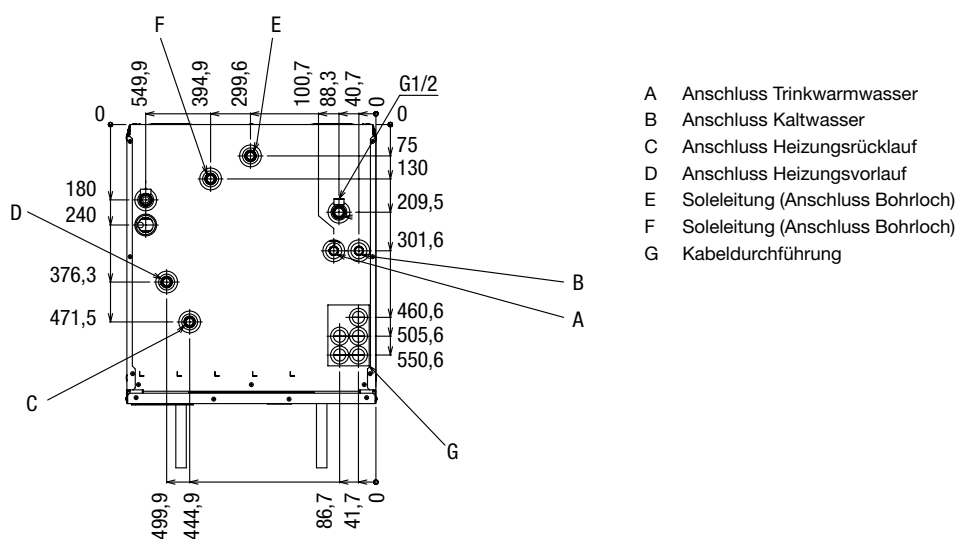 F
E
549,9
394,9
299,6
100,7
88,3
40,7
0
G1/2
0
0
75
130
180
209,5
240
D
301,6
376,3
B
471,5
460,6
A
505,6
550,6
C
G
499,9
444,9
86,7
41,7
0
A Anschluss Trinkwarmwasser
B Anschluss Kaltwasser
C Anschluss Heizungsrücklauf
D Anschluss Heizungsvorlauf
E Soleleitung (Anschluss Bohrloch)
F Soleleitung (Anschluss Bohrloch)
G Kabeldurchführung